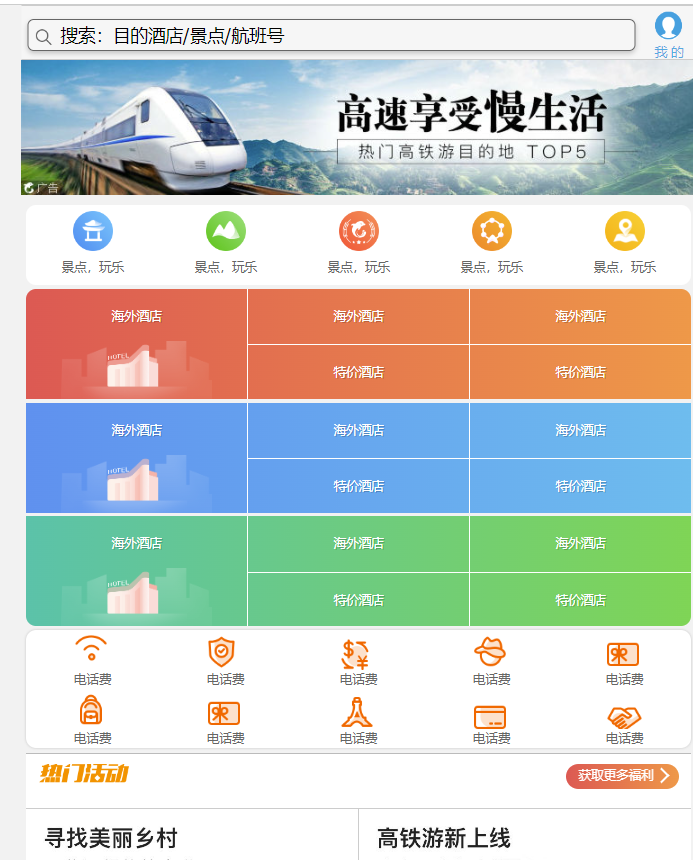 搜索：目的酒店/景点/航班号
我 的
高速享受慢生活
热门高铁游目的地 TOP5
广告
景点，玩乐 景点，玩乐 景点，玩乐 景点，玩乐 景点，玩乐
海外酒店 海外酒店 海外酒店
HOTEL
特价酒店 特价酒店
海外酒店 海外酒店 海外酒店
HOTEL
特价酒店 特价酒店
海外酒店 海外酒店 海外酒店
HOTEL
特价酒店 特价酒店
电话费 电话费 电话费 电话费 电话费
电话费 电话费 电话费 电话费 电话费
热门活动
获取更多福利
寻找美丽乡村
高铁游新上线